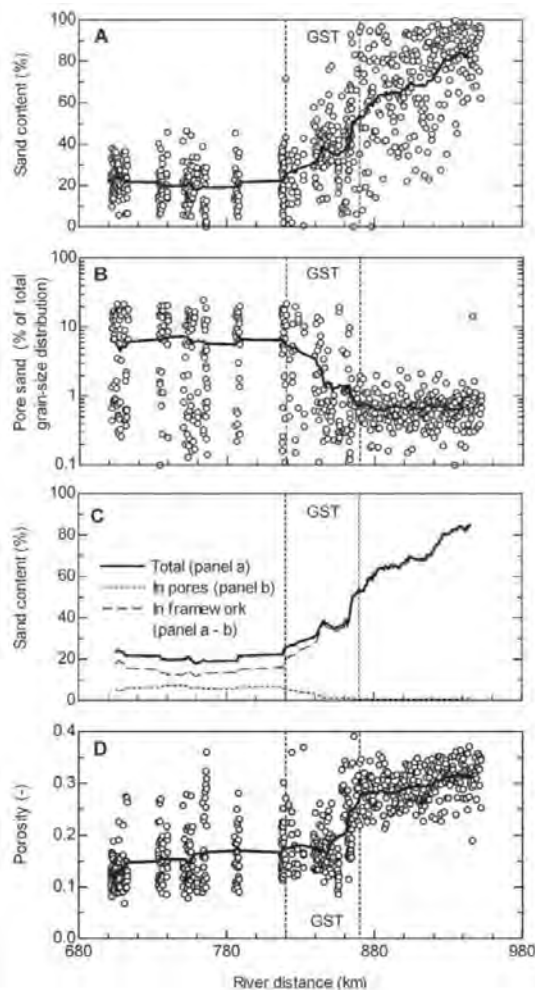 100
80
60
40
20
0
Sand content (%)
A
GST
100
10
1
0.1
Pore sand (% of total
grain-size distribution)
B
GST
100
80
60
40
20
0
Sand content (%)
C
GST
Total (panel a)
In pores (panel b)
In framework
(panel a - b)
0.4
0.3
0.2
0.1
0.0
Porosity (-)
D
GST
680
780
880
980
River distance (km)